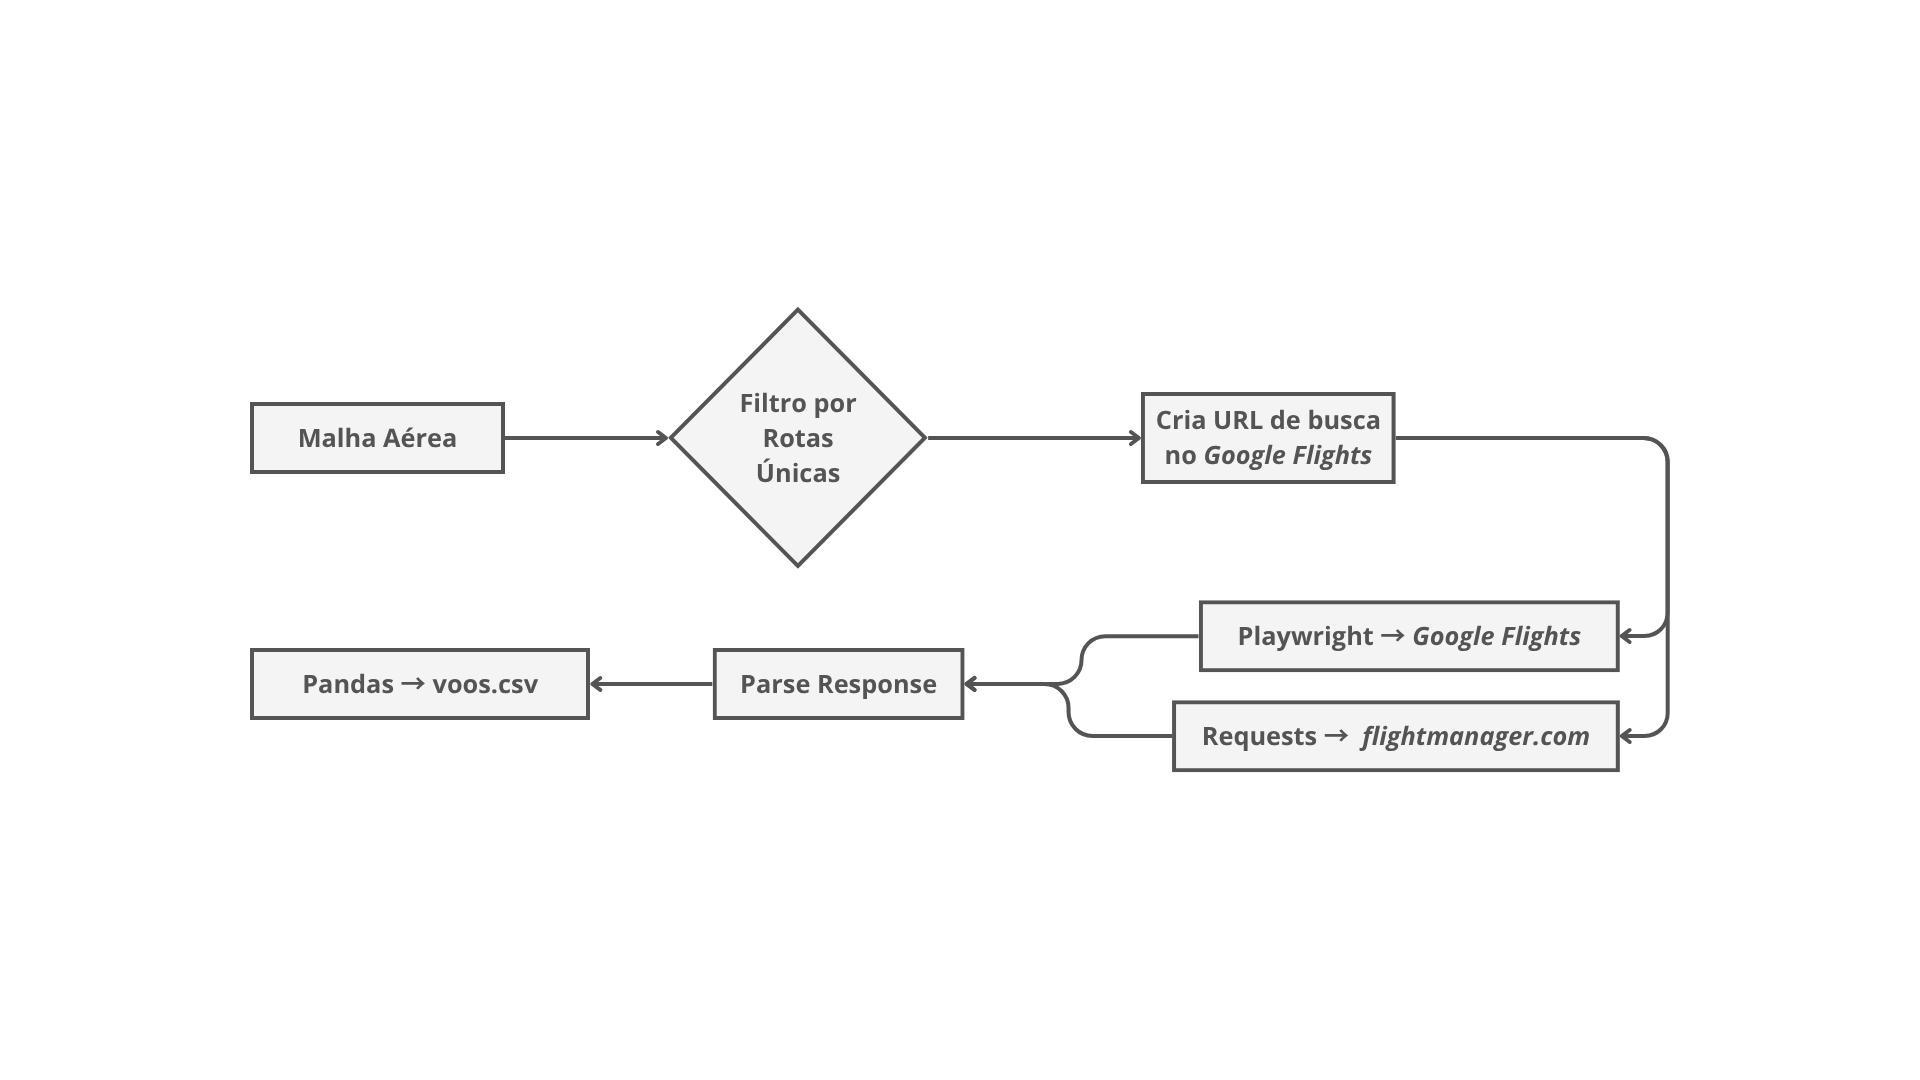 Malha Aérea
Filtro por
Rotas
Únicas
Cria URL de busca
no Google Flights
Playwright → Google Flights
Requests → flightmanager.com
Parse Response
Pandas → voos.csv